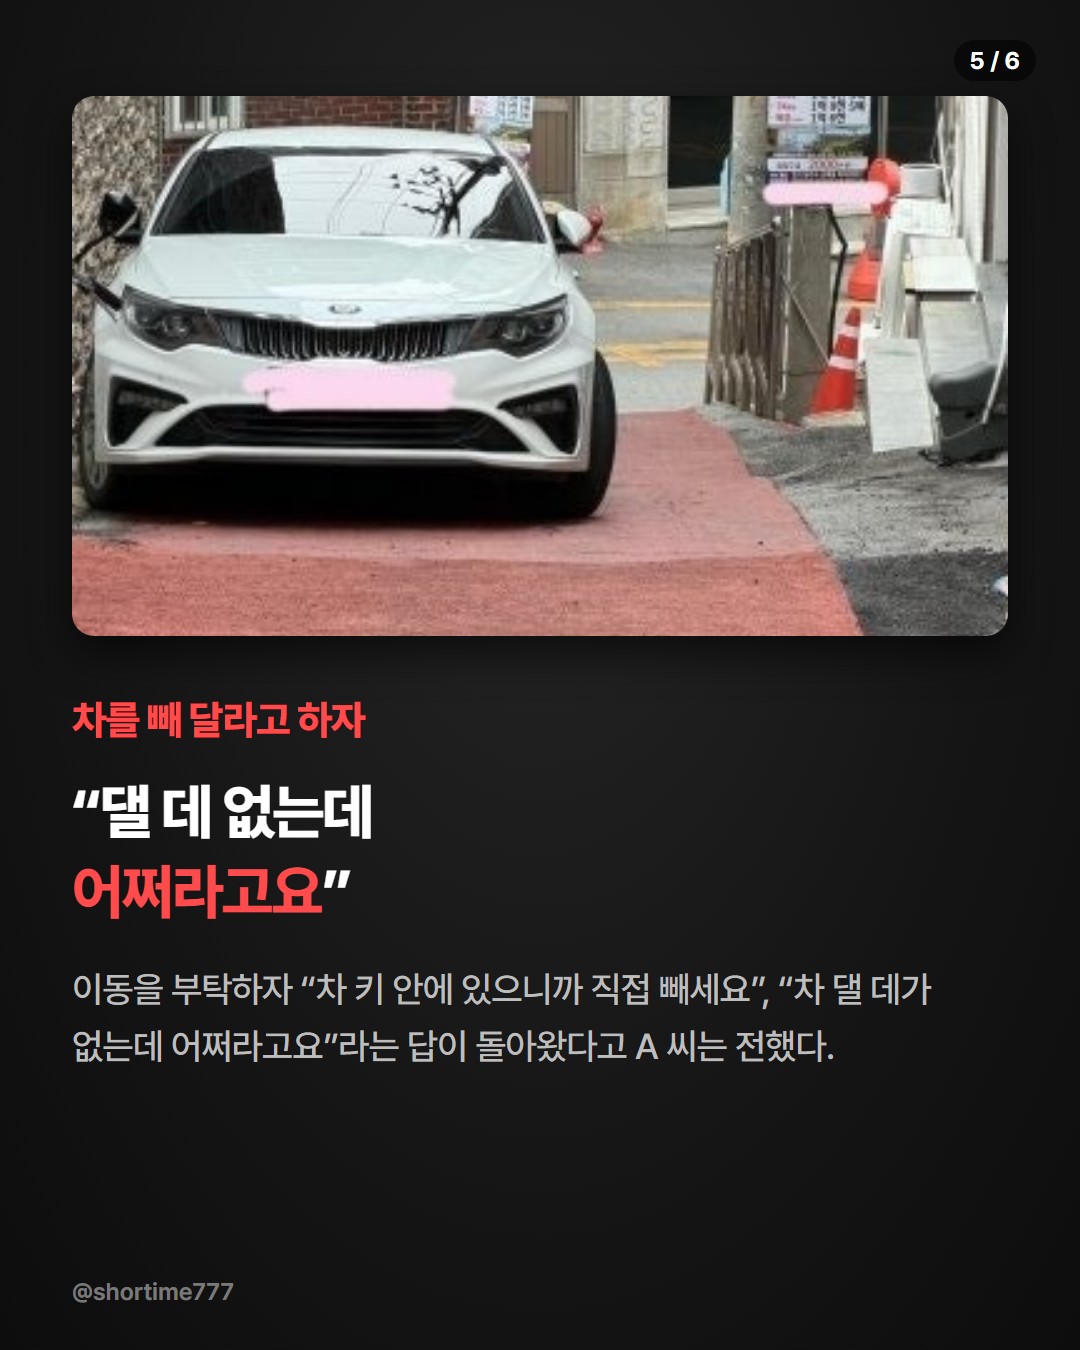 5 / 6
차를 빼 달라고 하자
“댈 데 없는데
어쩌라고요”
이동을 부탁하자 “차 키 안에 있으니까 직접 빼세요”, “차 댈 데가
없는데 어쩌라고요”라는 답이 돌아왔다고 A 씨는 전했다.
@shortime777